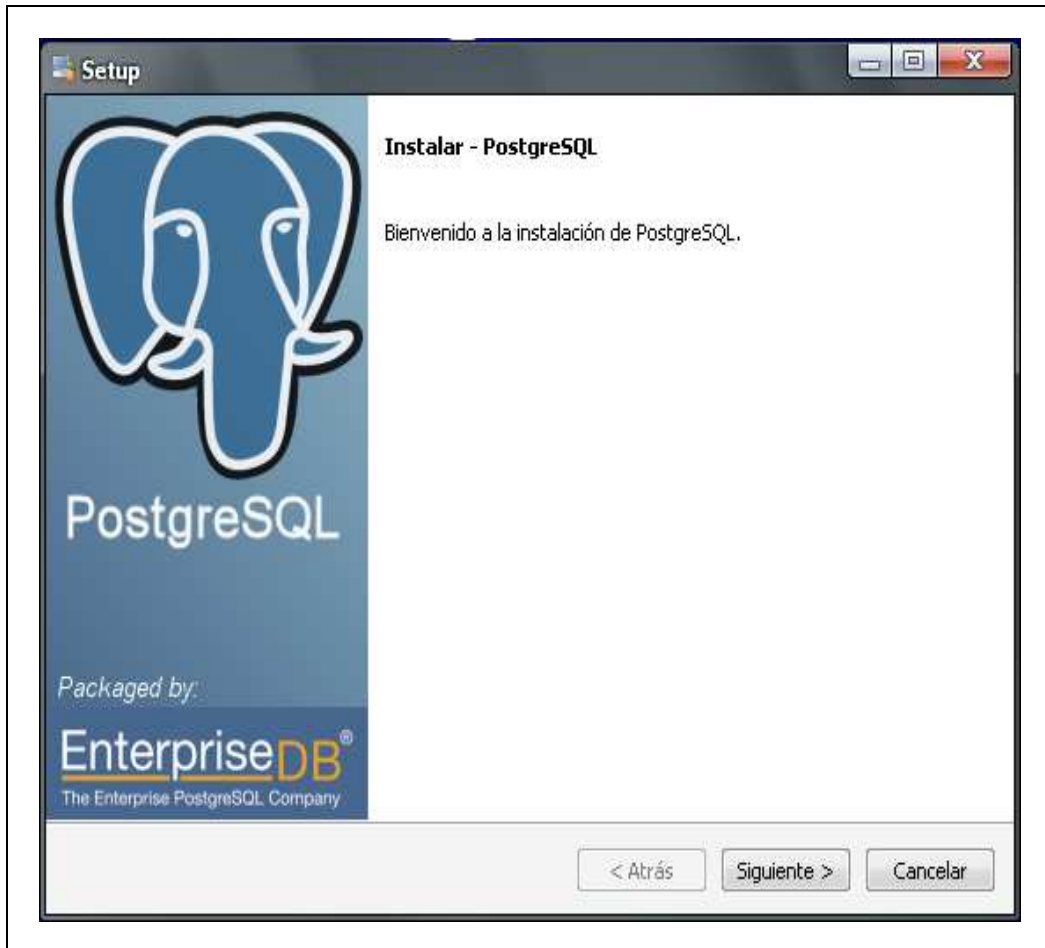 Setup
Instalar - PostgreSQL
Bienvenido a la instalación de PostgreSQL.
PostgreSQL
Packaged by:
EnterpriseDB®
The Enterprise PostgreSQL Company
< Atrás
Siguiente >
Cancelar